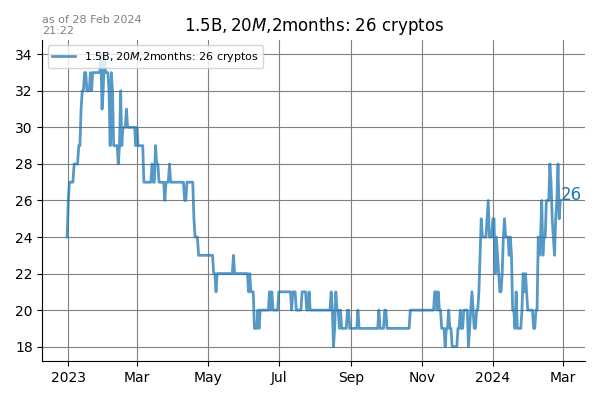 as of 28 Feb 2024
21:22
1.5B, 20M, 2months: 26 cryptos
1.5B, 20M, 2months: 26 cryptos
34
32
30
28
26
24
22
20
18
26
2023
Mar
May
Jul
Sep
Nov
2024
Mar